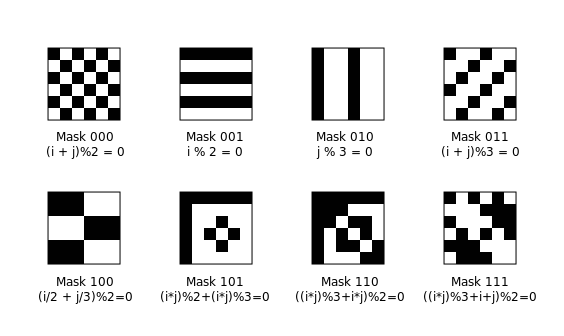 Mask 000
(i + j)%2 = 0
Mask 001
i % 2 = 0
Mask 010
j % 3 = 0
Mask 011
(i + j)%3 = 0
Mask 100
(i/2 + j/3)%2=0
Mask 101
(i*j)%2+(i*j)%3=0
Mask 110
((i*j)%3+i*j)%2=0
Mask 111
((i*j)%3+i+j)%2=0